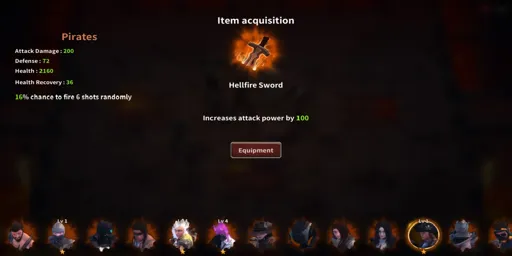 Item acquisition
Pirates
Attack Damage : 200
Defense : 72
Health : 2160
Health Recovery : 36
16% chance to fire 6 shots randomly
Hellfire Sword
Increases attack power by 100
Equipment
Lv 1
Lv 4